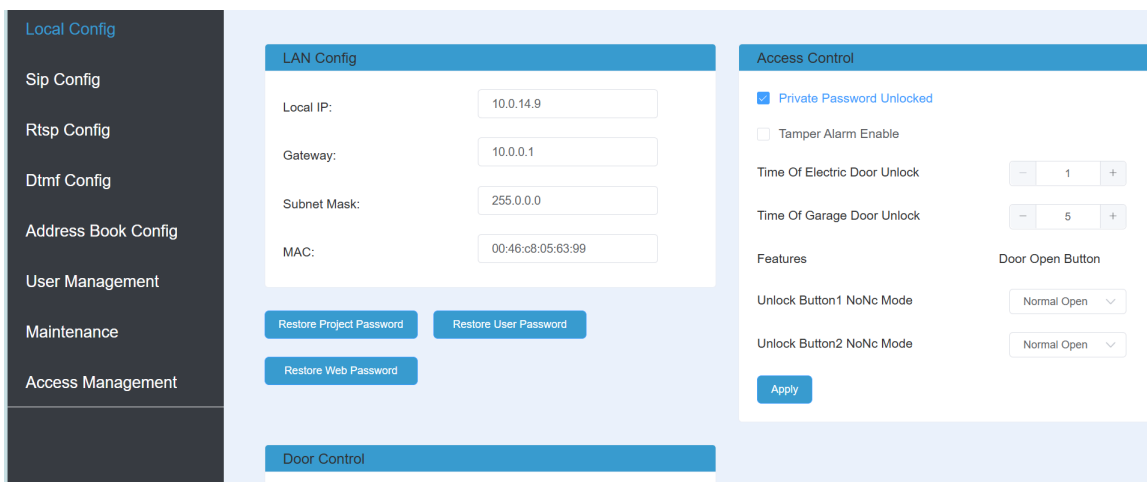 Local Config
Sip Config
Rtsp Config
Dtmf Config
Address Book Config
User Management
Maintenance
Access Management
LAN Config
Local IP: 10.0.14.9
Gateway: 10.0.0.1
Subnet Mask: 255.0.0.0
MAC: 00:46:c8:05:63:99
Restore Project Password Restore User Password
Restore Web Password
Door Control
Access Control
Private Password Unlocked
Tamper Alarm Enable
Time Of Electric Door Unlock − 1 +
Time Of Garage Door Unlock − 5 +
Features Door Open Button
Unlock Button1 NoNc Mode Normal Open
Unlock Button2 NoNc Mode Normal Open
Apply